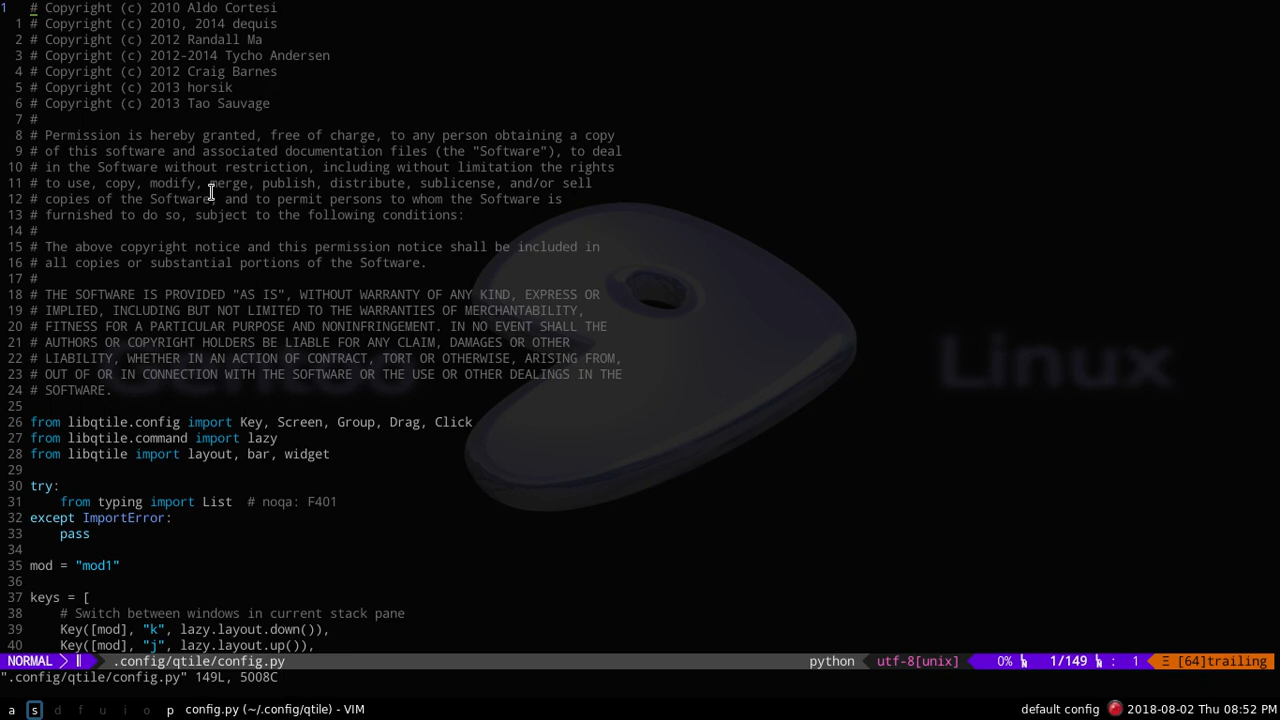 1   # Copyright (c) 2010 Aldo Cortesi
  1 # Copyright (c) 2010, 2014 dequis
  2 # Copyright (c) 2012 Randall Ma
  3 # Copyright (c) 2012-2014 Tycho Andersen
  4 # Copyright (c) 2012 Craig Barnes
  5 # Copyright (c) 2013 horsik
  6 # Copyright (c) 2013 Tao Sauvage
  7 #
  8 # Permission is hereby granted, free of charge, to any person obtaining a copy
  9 # of this software and associated documentation files (the "Software"), to deal
 10 # in the Software without restriction, including without limitation the rights
 11 # to use, copy, modify, merge, publish, distribute, sublicense, and/or sell
 12 # copies of the Software, and to permit persons to whom the Software is
 13 # furnished to do so, subject to the following conditions:
 14 #
 15 # The above copyright notice and this permission notice shall be included in
 16 # all copies or substantial portions of the Software.
 17 #
 18 # THE SOFTWARE IS PROVIDED "AS IS", WITHOUT WARRANTY OF ANY KIND, EXPRESS OR
 19 # IMPLIED, INCLUDING BUT NOT LIMITED TO THE WARRANTIES OF MERCHANTABILITY,
 20 # FITNESS FOR A PARTICULAR PURPOSE AND NONINFRINGEMENT. IN NO EVENT SHALL THE
 21 # AUTHORS OR COPYRIGHT HOLDERS BE LIABLE FOR ANY CLAIM, DAMAGES OR OTHER
 22 # LIABILITY, WHETHER IN AN ACTION OF CONTRACT, TORT OR OTHERWISE, ARISING FROM,
 23 # OUT OF OR IN CONNECTION WITH THE SOFTWARE OR THE USE OR OTHER DEALINGS IN THE
 24 # SOFTWARE.
 25
 26 from libqtile.config import Key, Screen, Group, Drag, Click
 27 from libqtile.command import lazy
 28 from libqtile import layout, bar, widget
 29
 30 try:
 31     from typing import List  # noqa: F401
 32 except ImportError:
 33     pass
 34
 35 mod = "mod1"
 36
 37 keys = [
 38     # Switch between windows in current stack pane
 39     Key([mod], "k", lazy.layout.down()),
 40     Key([mod], "j", lazy.layout.up()),
Linux
NORMAL .config/qtile/config.py python utf-8[unix] 0% 1/149 : 1 Ξ [64]trailing
".config/qtile/config.py" 149L, 5008C
a s d f u i o p config.py (~/.config/qtile) - VIM default config 2018-08-02 Thu 08:52 PM